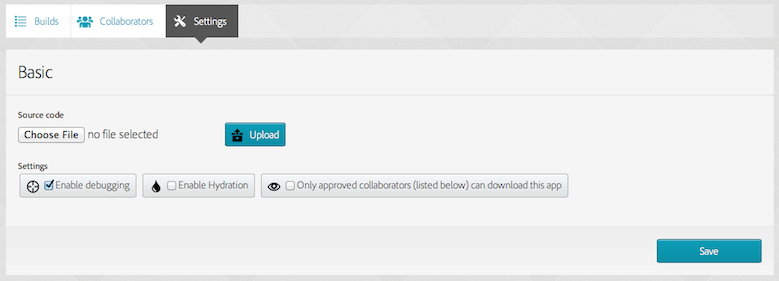 Builds Collaborators Settings
Basic
Source code
Choose File no file selected Upload
Settings
Enable debugging Enable Hydration Only approved collaborators (listed below) can download this app
Save